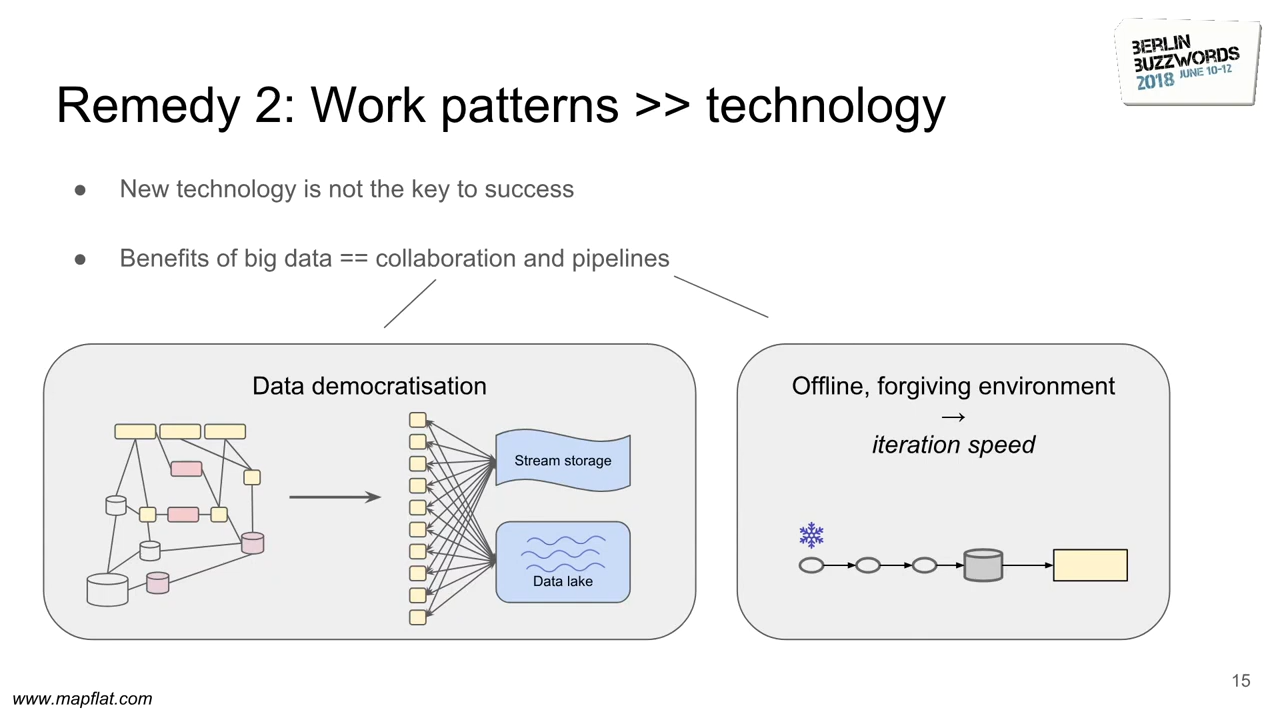 BERLIN
BUZZWORDS
2018 JUNE 10-12
Remedy 2: Work patterns >> technology
● New technology is not the key to success
● Benefits of big data == collaboration and pipelines
Data democratisation
Stream storage
Data lake
Offline, forgiving environment
→
iteration speed
15
www.mapflat.com